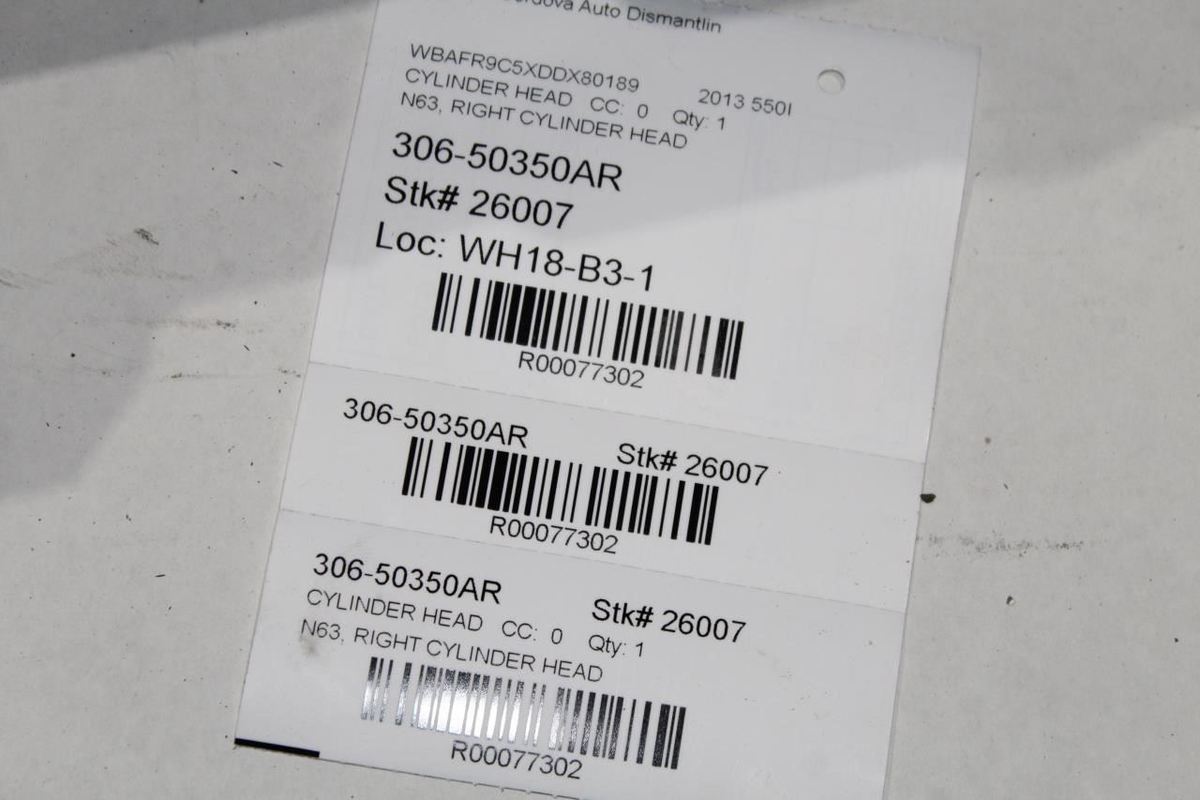 Auto Dismantlin
WBAFR9C5XDDX80189 2013 550I
CYLINDER HEAD CC: 0 Qty: 1
N63, RIGHT CYLINDER HEAD
306-50350AR
Stk# 26007
Loc: WH18-B3-1
R00077302
306-50350AR Stk# 26007
R00077302
306-50350AR Stk# 26007
CYLINDER HEAD CC: 0 Qty: 1
N63, RIGHT CYLINDER HEAD
R00077302